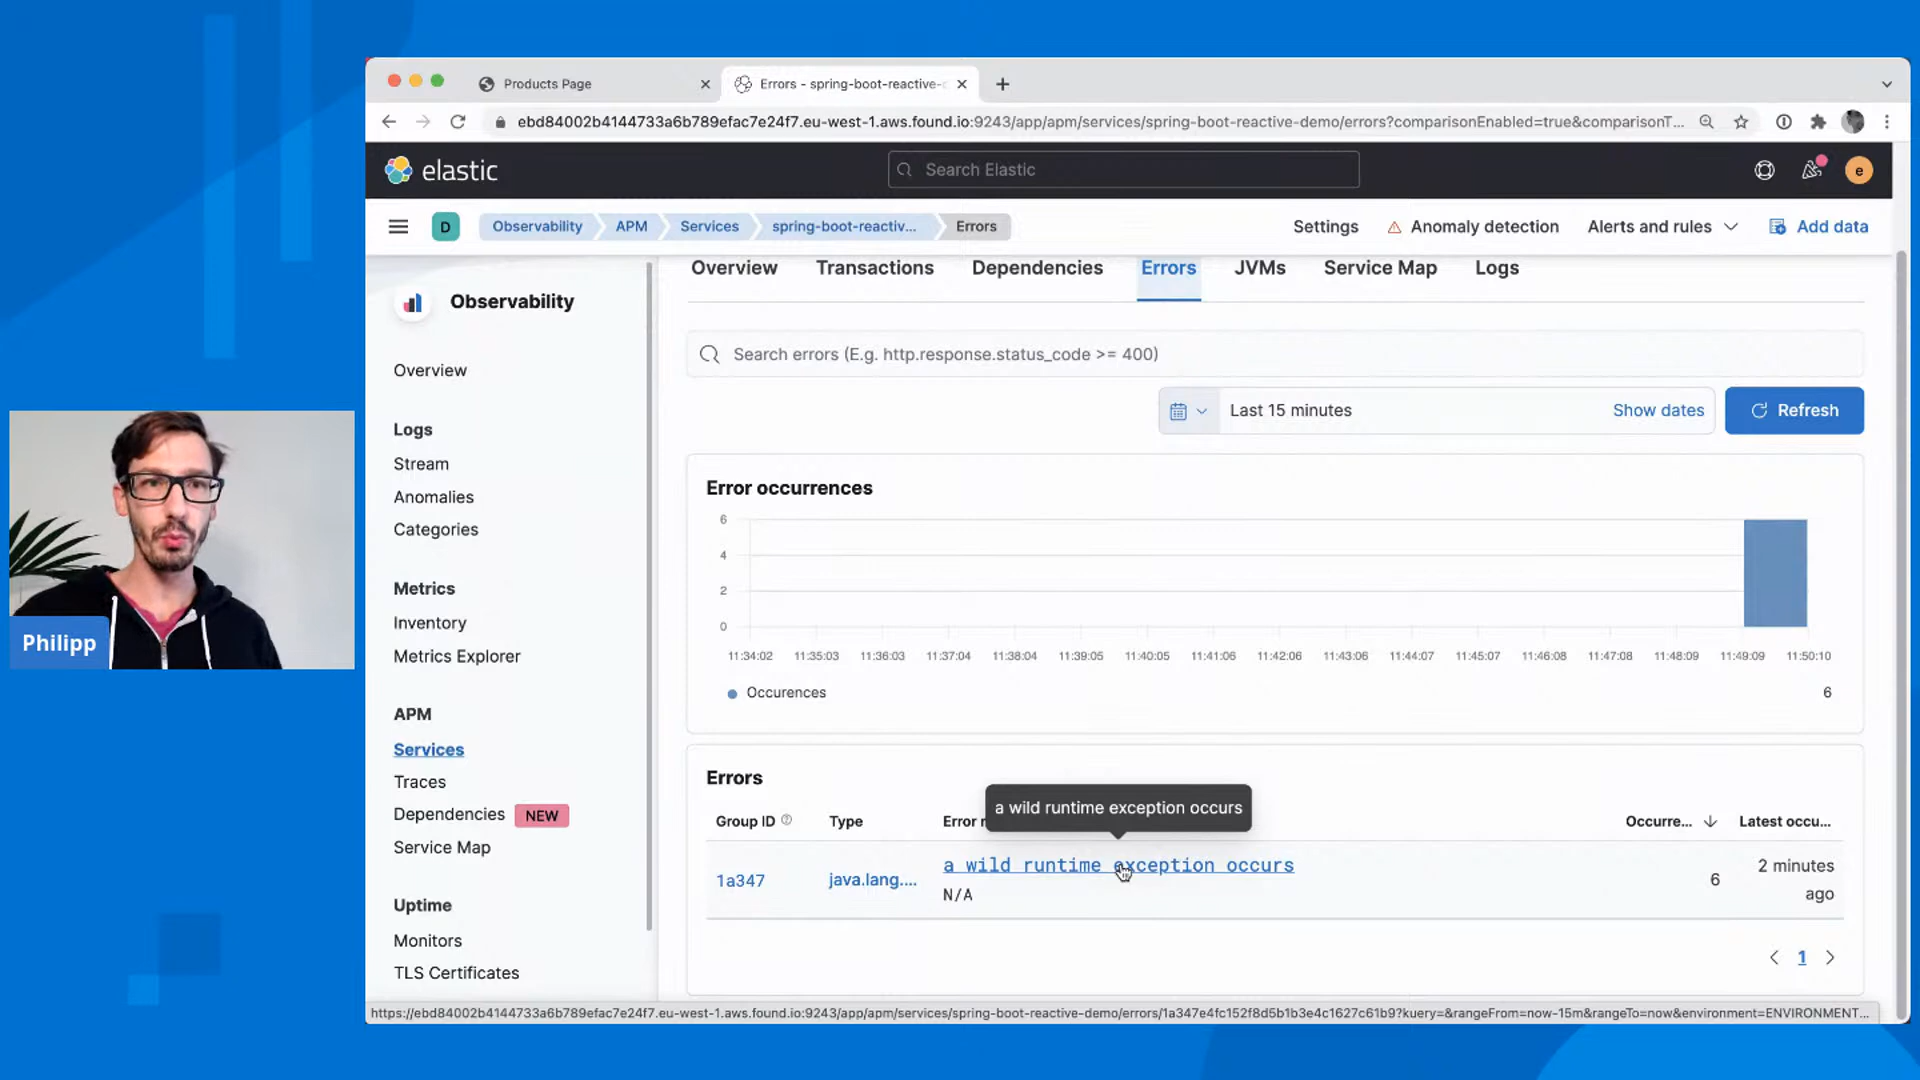 Products Page
Errors - spring-boot-reactive-
ebd84002b4144733a6b789efac7e24f7.eu-west-1.aws.found.io:9243/app/apm/services/spring-boot-reactive-demo/errors?comparisonEnabled=true&comparisonT...
elastic
Search Elastic
e
D
Observability
APM
Services
spring-boot-reactiv...
Errors
Settings
Anomaly detection
Alerts and rules
Add data
Observability
Overview
Logs
Stream
Anomalies
Categories
Metrics
Inventory
Metrics Explorer
APM
Services
Traces
Dependencies NEW
Service Map
Uptime
Monitors
TLS Certificates
Overview
Transactions
Dependencies
Errors
JVMs
Service Map
Logs
Search errors (E.g. http.response.status_code >= 400)
Last 15 minutes
Show dates
Refresh
Error occurrences
6
4
2
0
11:34:02 11:35:03 11:36:03 11:37:04 11:38:04 11:39:05 11:40:05 11:41:06 11:42:06 11:43:06 11:44:07 11:45:07 11:46:08 11:47:08 11:48:09 11:49:09 11:50:10
Occurences
6
Errors
a wild runtime exception occurs
Group ID
Type
Error
Occurre...
Latest occu...
1a347
java.lang....
a wild runtime exception occurs
N/A
6
2 minutes
ago
1
Philipp
https://ebd84002b4144733a6b789efac7e24f7.eu-west-1.aws.found.io:9243/app/apm/services/spring-boot-reactive-demo/errors/1a347e4fc152f8d5b1b3e4c1627c61b9?kuery=&rangeFrom=now-15m&rangeTo=now&environment=ENVIRONMENT...